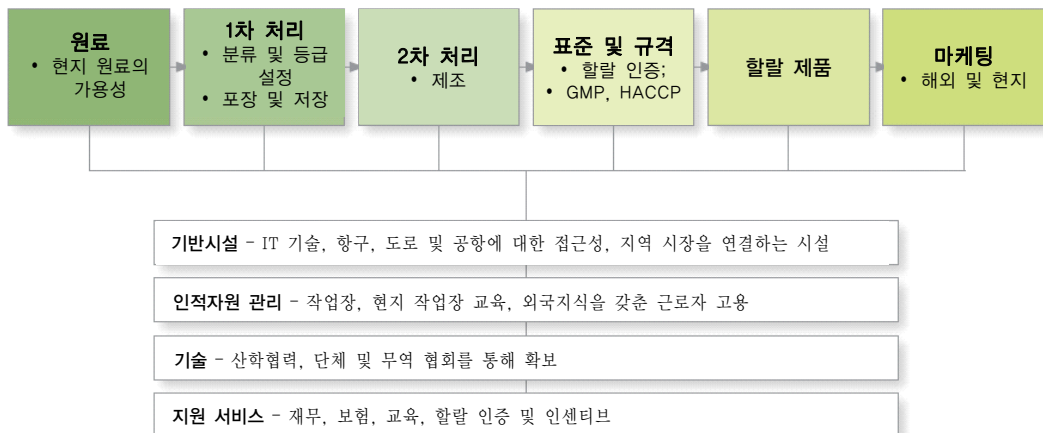 원료
• 현지 원료의
가용성
1차 처리
• 분류 및 등급
설정
• 포장 및 저장
2차 처리
• 제조
표준 및 규격
• 할랄 인증;
• GMP, HACCP
할랄 제품
마케팅
• 해외 및 현지
기반시설 - IT 기술, 항구, 도로 및 공항에 대한 접근성, 지역 시장을 연결하는 시설
인적자원 관리 - 작업장, 현지 작업장 교육, 외국지식을 갖춘 근로자 고용
기술 - 산학협력, 단체 및 무역 협회를 통해 확보
지원 서비스 - 재무, 보험, 교육, 할랄 인증 및 인센티브